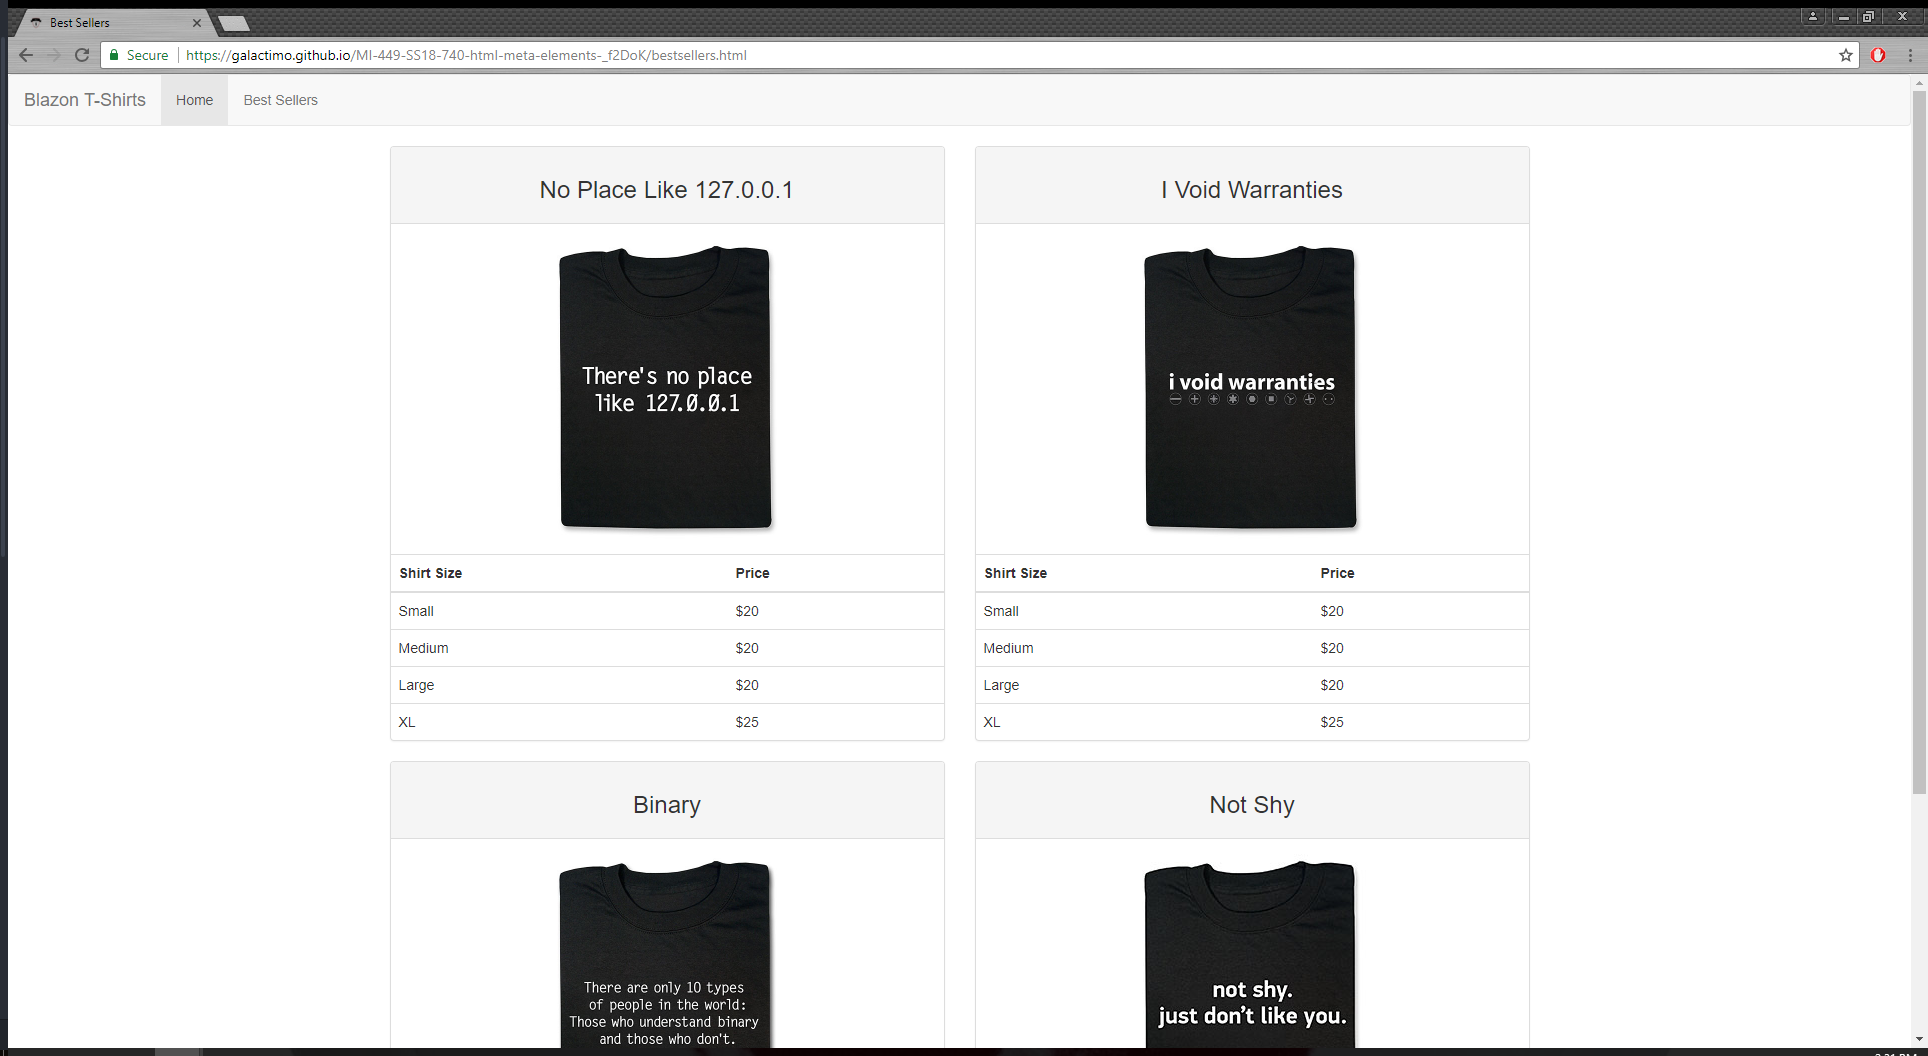 Best Sellers
Secure https://galactimo.github.io/MI-449-SS18-740-html-meta-elements-_f2DoK/bestsellers.html
Blazon T-Shirts Home Best Sellers
No Place Like 127.0.0.1
There's no place
like 127.0.0.1
Shirt Size Price
Small $20
Medium $20
Large $20
XL $25
I Void Warranties
i void warranties
Shirt Size Price
Small $20
Medium $20
Large $20
XL $25
Binary
There are only 10 types
of people in the world:
Those who understand binary
and those who don't.
Not Shy
not shy.
just don't like you.